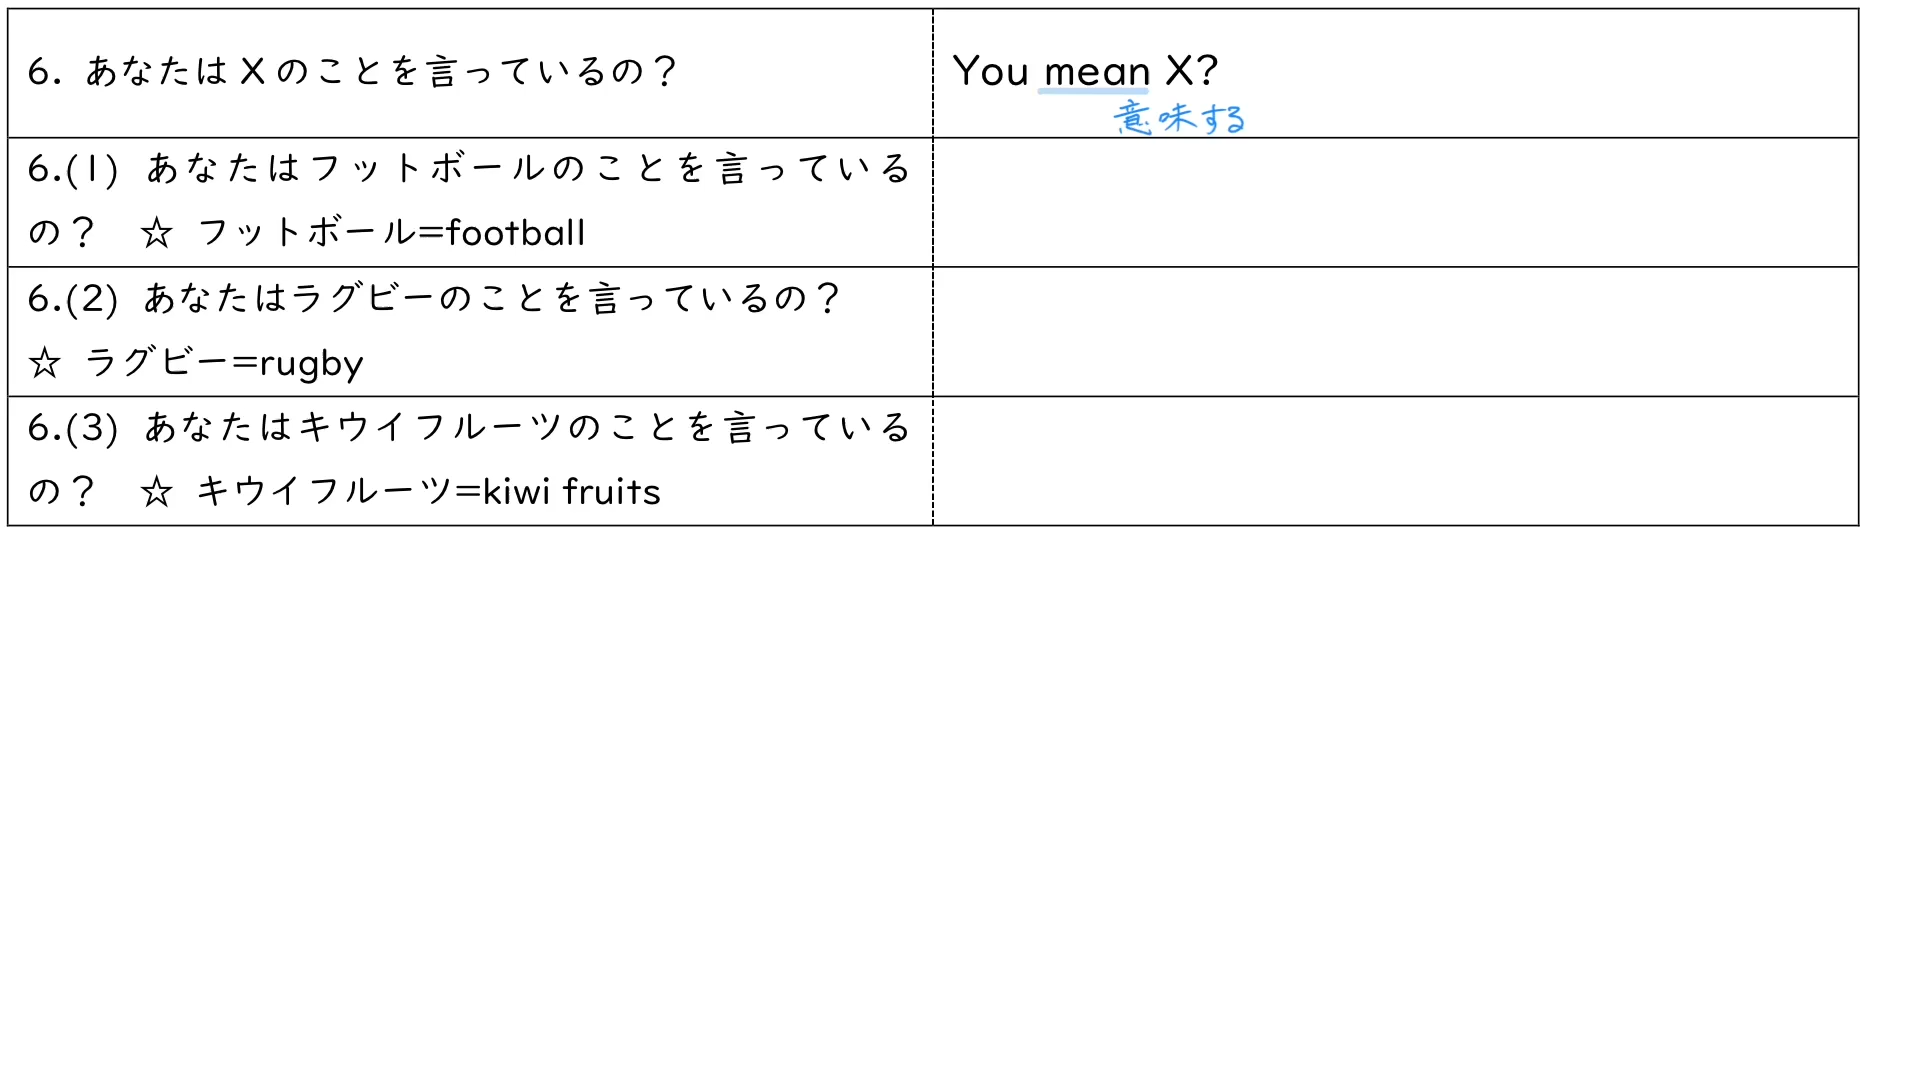 6. あなたは X のことを言っているの？
You mean X?
意味する
6.(1) あなたはフットボールのことを言っている
の？ ☆ フットボール=football
6.(2) あなたはラグビーのことを言っているの？
☆ ラグビー=rugby
6.(3) あなたはキウイフルーツのことを言っている
の？ ☆ キウイフルーツ=kiwi fruits